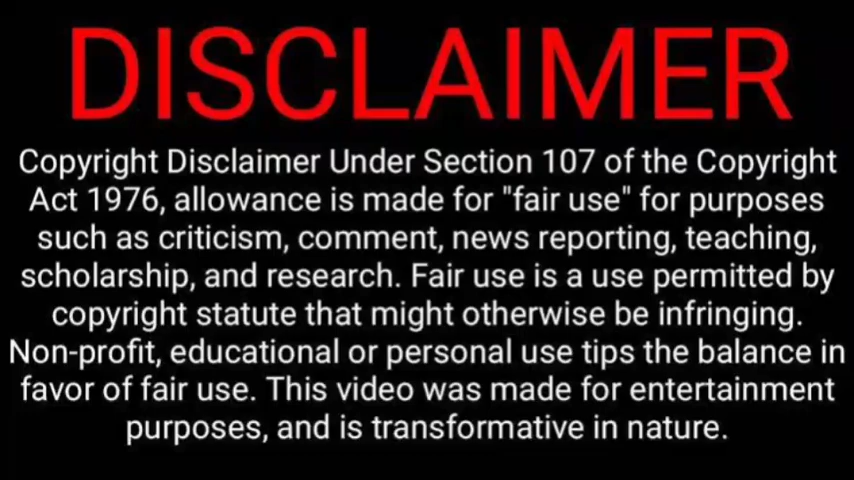 DISCLAIMER
Copyright Disclaimer Under Section 107 of the Copyright
Act 1976, allowance is made for "fair use" for purposes
such as criticism, comment, news reporting, teaching,
scholarship, and research. Fair use is a use permitted by
copyright statute that might otherwise be infringing.
Non-profit, educational or personal use tips the balance in
favor of fair use. This video was made for entertainment
purposes, and is transformative in nature.